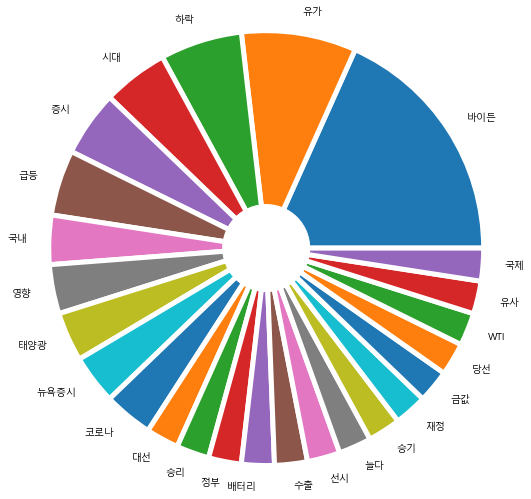 바이든
유가
하락
시대
증시
급등
국내
영향
태양광
뉴욕증시
코로나
대선
승리
정부
배터리
수출
선시
늘다
승기
재정
금값
당선
WTI
유사
국제